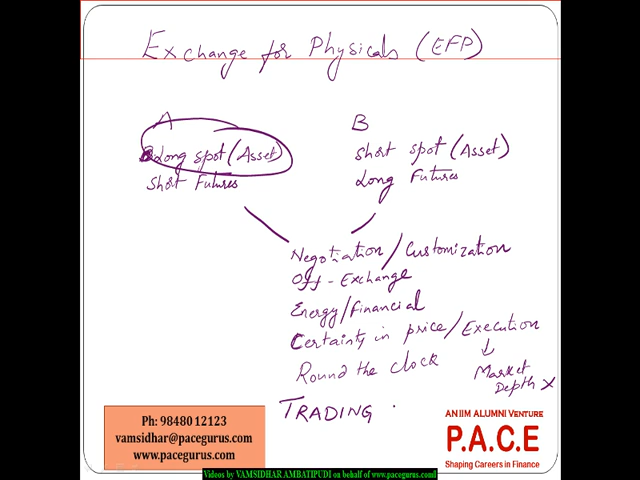 Exchange for Physicals (EFP)
A
Long spot (Asset)
Short Futures
B
Short spot (Asset)
Long Futures
Negotiation / Customization
Off - Exchange
Energy/Financial
Certainty in price / Execution
Round the clock
Market
Depth X
TRADING
Ph: 98480 12123
vamsidhar@pacegurus.com
www.pacegurus.com
AN IIM ALUMNI VENTURE
P.A.C.E
Shaping Careers in Finance
Videos by VAMSIDHAR AMBATIPUDI on behalf of www.pacegurus.com